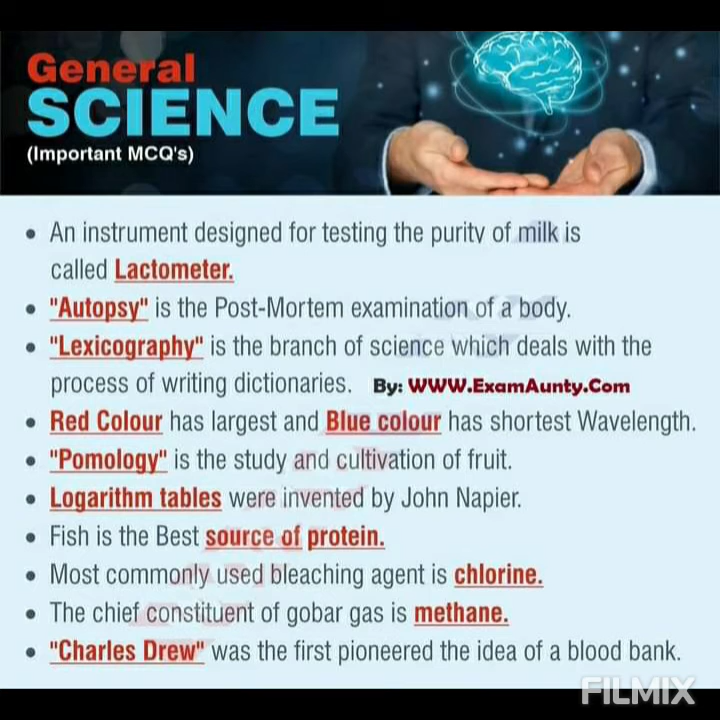 General
SCIENCE
(Important MCQ's)
• An instrument designed for testing the purity of milk is
called Lactometer.
• "Autopsy" is the Post-Mortem examination of a body.
• "Lexicography" is the branch of science which deals with the
process of writing dictionaries. By: WWW.ExamAunty.Com
• Red Colour has largest and Blue colour has shortest Wavelength.
• "Pomology" is the study and cultivation of fruit.
• Logarithm tables were invented by John Napier.
• Fish is the Best source of protein.
• Most commonly used bleaching agent is chlorine.
• The chief constituent of gobar gas is methane.
• "Charles Drew" was the first pioneered the idea of a blood bank.
FILMIX